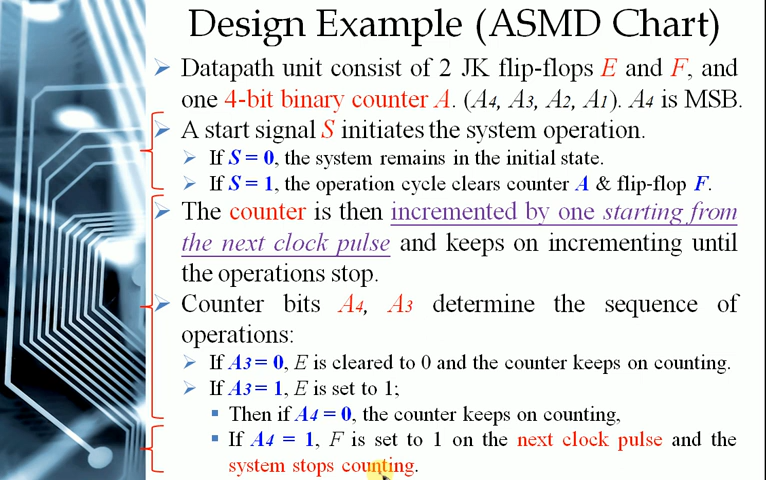 Design Example (ASMD Chart)
Datapath unit consist of 2 JK flip-flops E and F, and
one 4-bit binary counter A. (A4, A3, A2, A1). A4 is MSB.
A start signal S initiates the system operation.
If S = 0, the system remains in the initial state.
If S = 1, the operation cycle clears counter A & flip-flop F.
The counter is then incremented by one starting from
the next clock pulse and keeps on incrementing until
the operations stop.
Counter bits A4, A3 determine the sequence of
operations:
If A3 = 0, E is cleared to 0 and the counter keeps on counting.
If A3 = 1, E is set to 1;
Then if A4 = 0, the counter keeps on counting,
If A4 = 1, F is set to 1 on the next clock pulse and the
system stops counting.